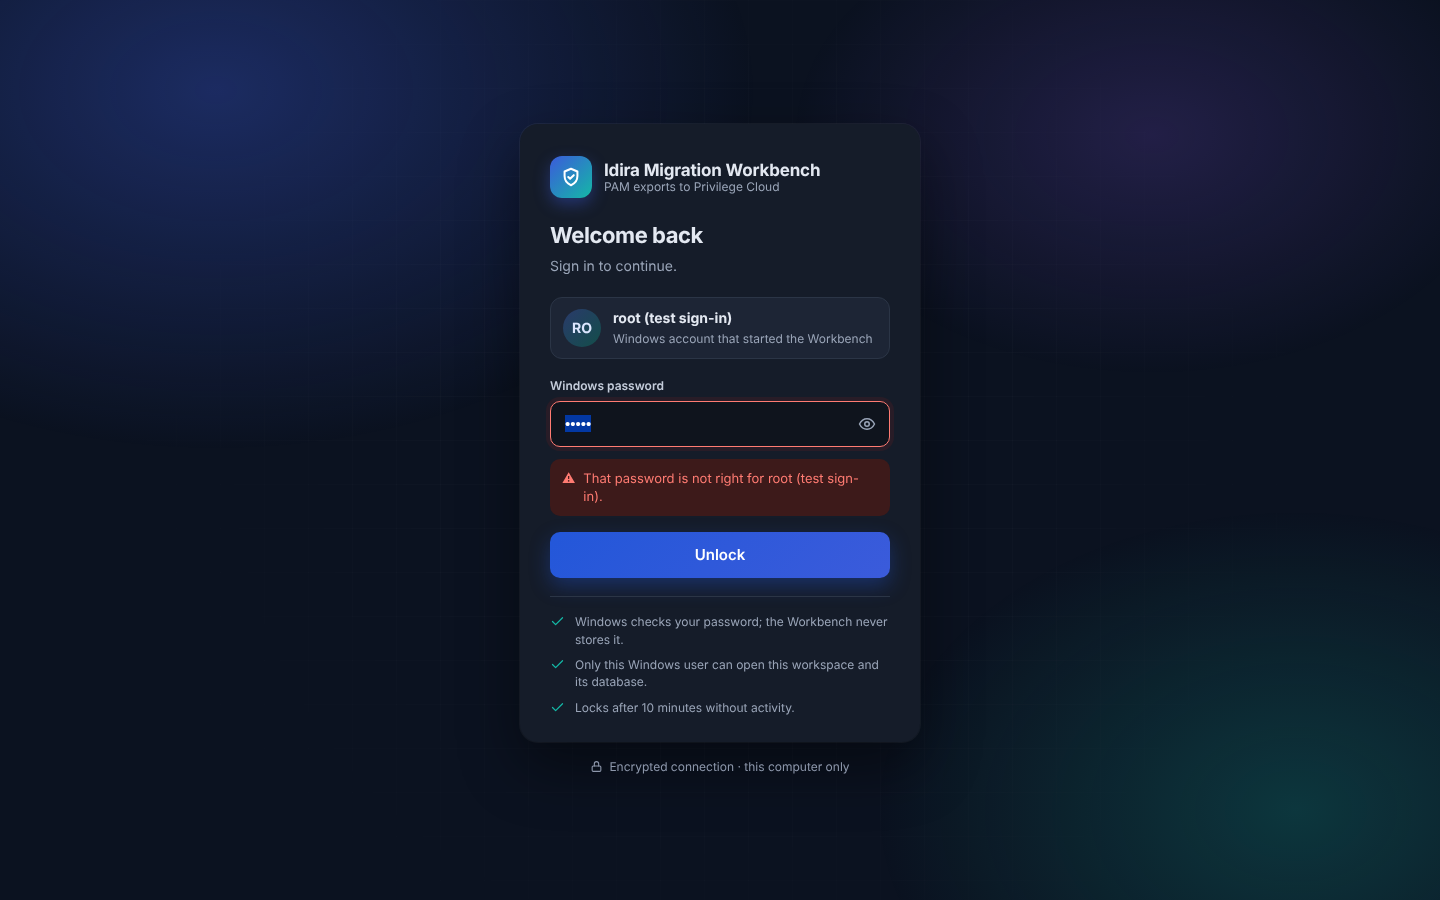 Idira Migration Workbench
PAM exports to Privilege Cloud
Welcome back
Sign in to continue.
RO
root (test sign-in)
Windows account that started the Workbench
Windows password
•••••
That password is not right for root (test sign-
in).
Unlock
Windows checks your password; the Workbench never
stores it.
Only this Windows user can open this workspace and
its database.
Locks after 10 minutes without activity.
Encrypted connection · this computer only